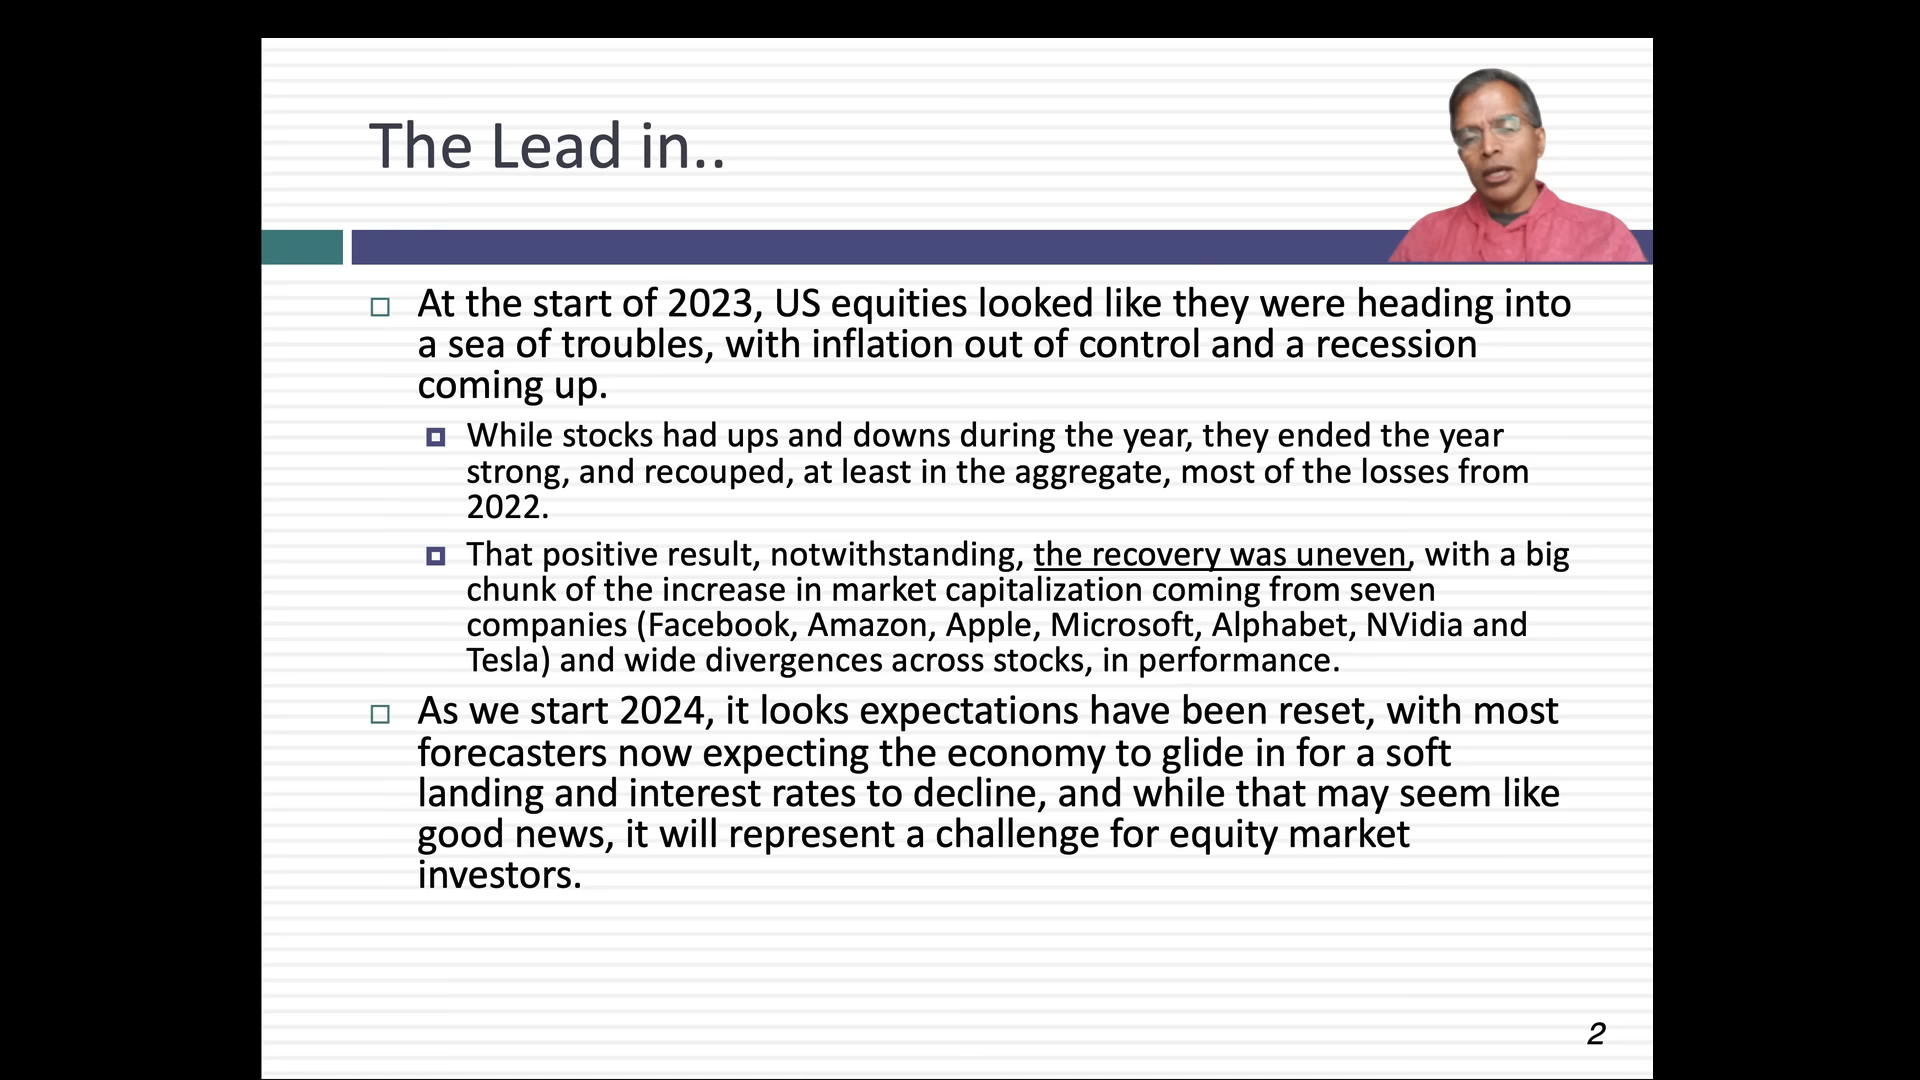 The Lead in..
At the start of 2023, US equities looked like they were heading into
a sea of troubles, with inflation out of control and a recession
coming up.
While stocks had ups and downs during the year, they ended the year
strong, and recouped, at least in the aggregate, most of the losses from
2022.
That positive result, notwithstanding, the recovery was uneven, with a big
chunk of the increase in market capitalization coming from seven
companies (Facebook, Amazon, Apple, Microsoft, Alphabet, NVidia and
Tesla) and wide divergences across stocks, in performance.
As we start 2024, it looks expectations have been reset, with most
forecasters now expecting the economy to glide in for a soft
landing and interest rates to decline, and while that may seem like
good news, it will represent a challenge for equity market
investors.
2